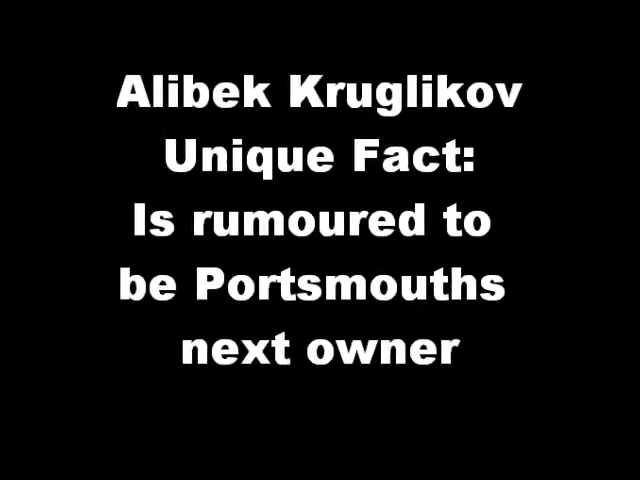 Alibek Kruglikov
Unique Fact:
Is rumoured to
be Portsmouths
next owner